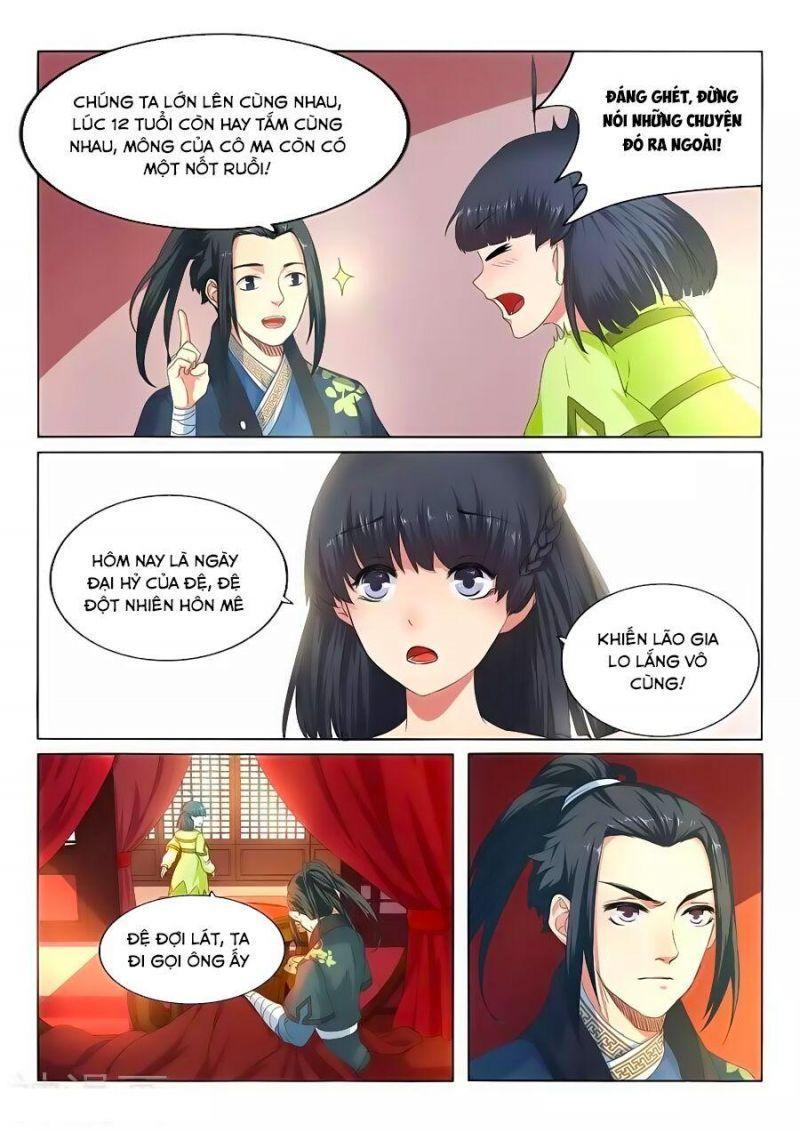 CHÚNG TA LỚN LÊN CÙNG NHAU,
LÚC 12 TUỔI CÒN HAY TẮM CÙNG
NHAU, MÔNG CỦA CÔ MA CÒN CÓ
MỘT NỐT RUỒI!
ĐÁNG GHÉT, ĐỪNG
NÓI NHỮNG CHUYỆN
ĐÓ RA NGOÀI!
HÔM NAY LÀ NGÀY
ĐẠI HỶ CỦA ĐỆ, ĐỆ
ĐỘT NHIÊN HÔN MÊ
KHIẾN LÃO GIA
LO LẮNG VÔ
CÙNG!
ĐỆ ĐỢI LÁT, TA
ĐI GỌI ÔNG ẤY